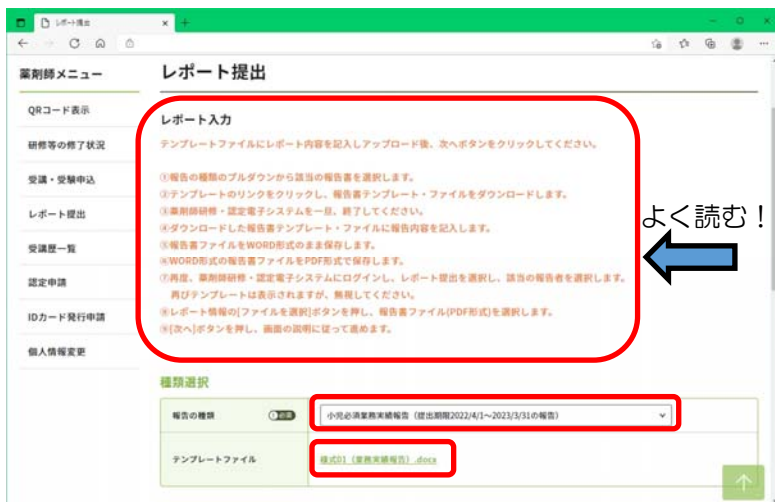 レポート提出
薬剤師メニュー
レポート提出
QRコード表示
研修等の修了状況
受講・受験申込
レポート提出
受講歴一覧
認定申請
IDカード発行申請
個人情報変更
レポート入力
テンプレートファイルにレポート内容を記入しアップロード後、次へボタンをクリックしてください。
①報告の種類のプルダウンから該当の報告書を選択します。
②テンプレートのリンクをクリックし、報告書テンプレート・ファイルをダウンロードします。
③薬剤師研修・認定電子システムを一旦、終了してください。
④ダウンロードした報告書テンプレート・ファイルに報告内容を記入します。
⑤報告書ファイルをWORD形式のまま保存します。
⑥WORD形式の報告書ファイルをPDF形式で保存します。
⑦再度、薬剤師研修・認定電子システムにログインし、レポート提出を選択し、該当の報告者を選択します。
再びテンプレートは表示されますが、無視してください。
⑧レポート情報の[ファイルを選択]ボタンを押し、報告書ファイル(PDF形式)を選択します。
⑨[次へ]ボタンを押し、画面の説明に従って進めます。
よく読む！
種類選択
報告の種類 必須 小児必須業務実績報告（提出期間2022/4/1～2023/3/31の報告）
テンプレートファイル 様式01（業務実績報告）.docx